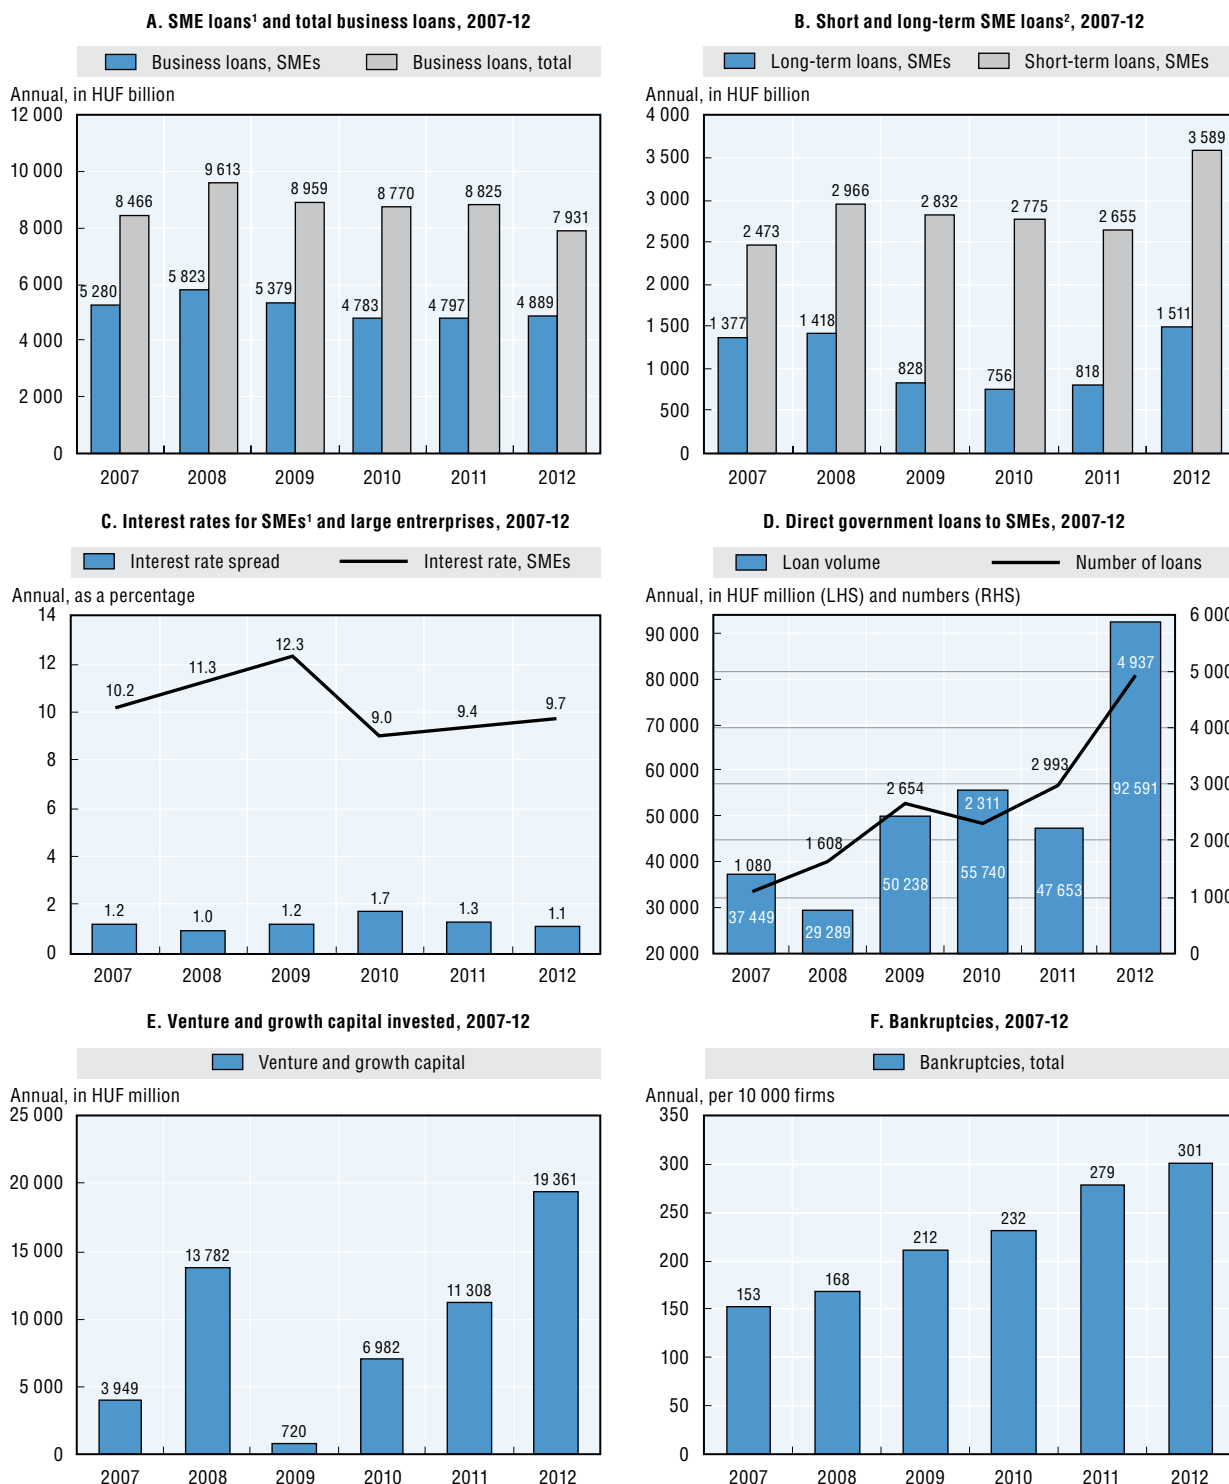 A. SME loans¹ and total business loans, 2007-12
Business loans, SMEs Business loans, total
Annual, in HUF billion
12 000
10 000
8 000
6 000
4 000
2 000
0
5 280 8 466 5 823 9 613 5 379 8 959 4 783 8 770 4 797 8 825 4 889 7 931
2007 2008 2009 2010 2011 2012
B. Short and long-term SME loans², 2007-12
Long-term loans, SMEs Short-term loans, SMEs
Annual, in HUF billion
4 000
3 500
3 000
2 500
2 000
1 500
1 000
500
0
1 377 2 473 1 418 2 966 828 2 832 756 2 775 818 2 655 1 511 3 589
2007 2008 2009 2010 2011 2012
C. Interest rates for SMEs¹ and large entrerprises, 2007-12
Interest rate spread Interest rate, SMEs
Annual, as a percentage
14
12
10
8
6
4
2
0
10.2 11.3 12.3 9.0 9.4 9.7
1.2 1.0 1.2 1.7 1.3 1.1
2007 2008 2009 2010 2011 2012
D. Direct government loans to SMEs, 2007-12
Loan volume Number of loans
Annual, in HUF million (LHS) and numbers (RHS)
90 000
80 000
70 000
60 000
50 000
40 000
30 000
20 000
6 000
5 000
4 000
3 000
2 000
1 000
0
1 080 1 608 2 654 2 311 2 993 4 937
37 449 29 289 50 238 55 740 47 653 92 591
2007 2008 2009 2010 2011 2012
E. Venture and growth capital invested, 2007-12
Venture and growth capital
Annual, in HUF million
25 000
20 000
15 000
10 000
5 000
0
3 949 13 782 720 6 982 11 308 19 361
2007 2008 2009 2010 2011 2012
F. Bankruptcies, 2007-12
Bankruptcies, total
Annual, per 10 000 firms
350
300
250
200
150
100
50
0
153 168 212 232 279 301
2007 2008 2009 2010 2011 2012